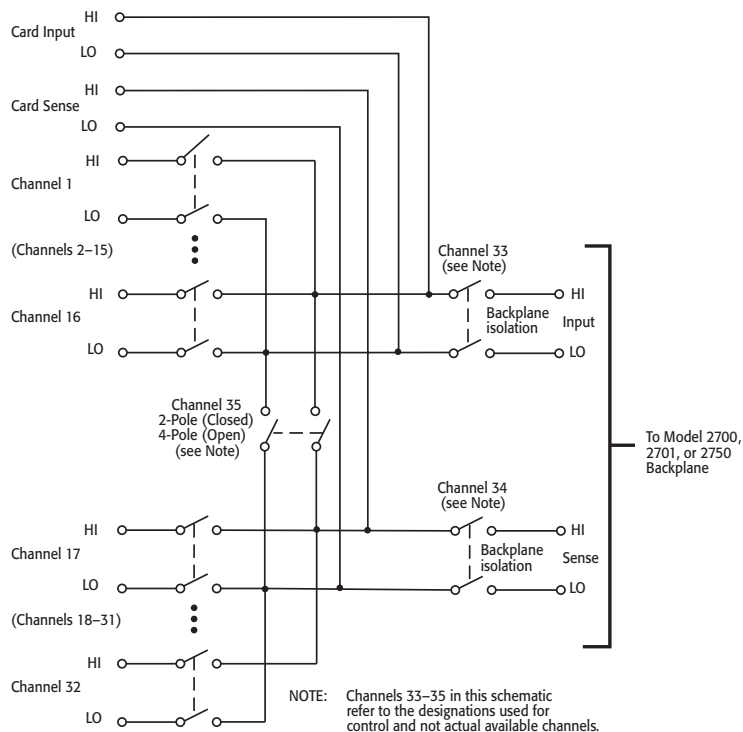 HI
Card Input
LO
HI
Card Sense
LO
HI
Channel 1
LO
(Channels 2–15)
HI
Channel 16
LO
Channel 33
(see Note)
Backplane
isolation
HI
Input
LO
Channel 35
2-Pole (Closed)
4-Pole (Open)
(see Note)
To Model 2700,
2701, or 2750
Backplane
HI
Channel 17
LO
(Channels 18–31)
Channel 34
(see Note)
Backplane
isolation
HI
Sense
LO
HI
Channel 32
LO
NOTE: Channels 33–35 in this schematic
refer to the designations used for
control and not actual available channels.